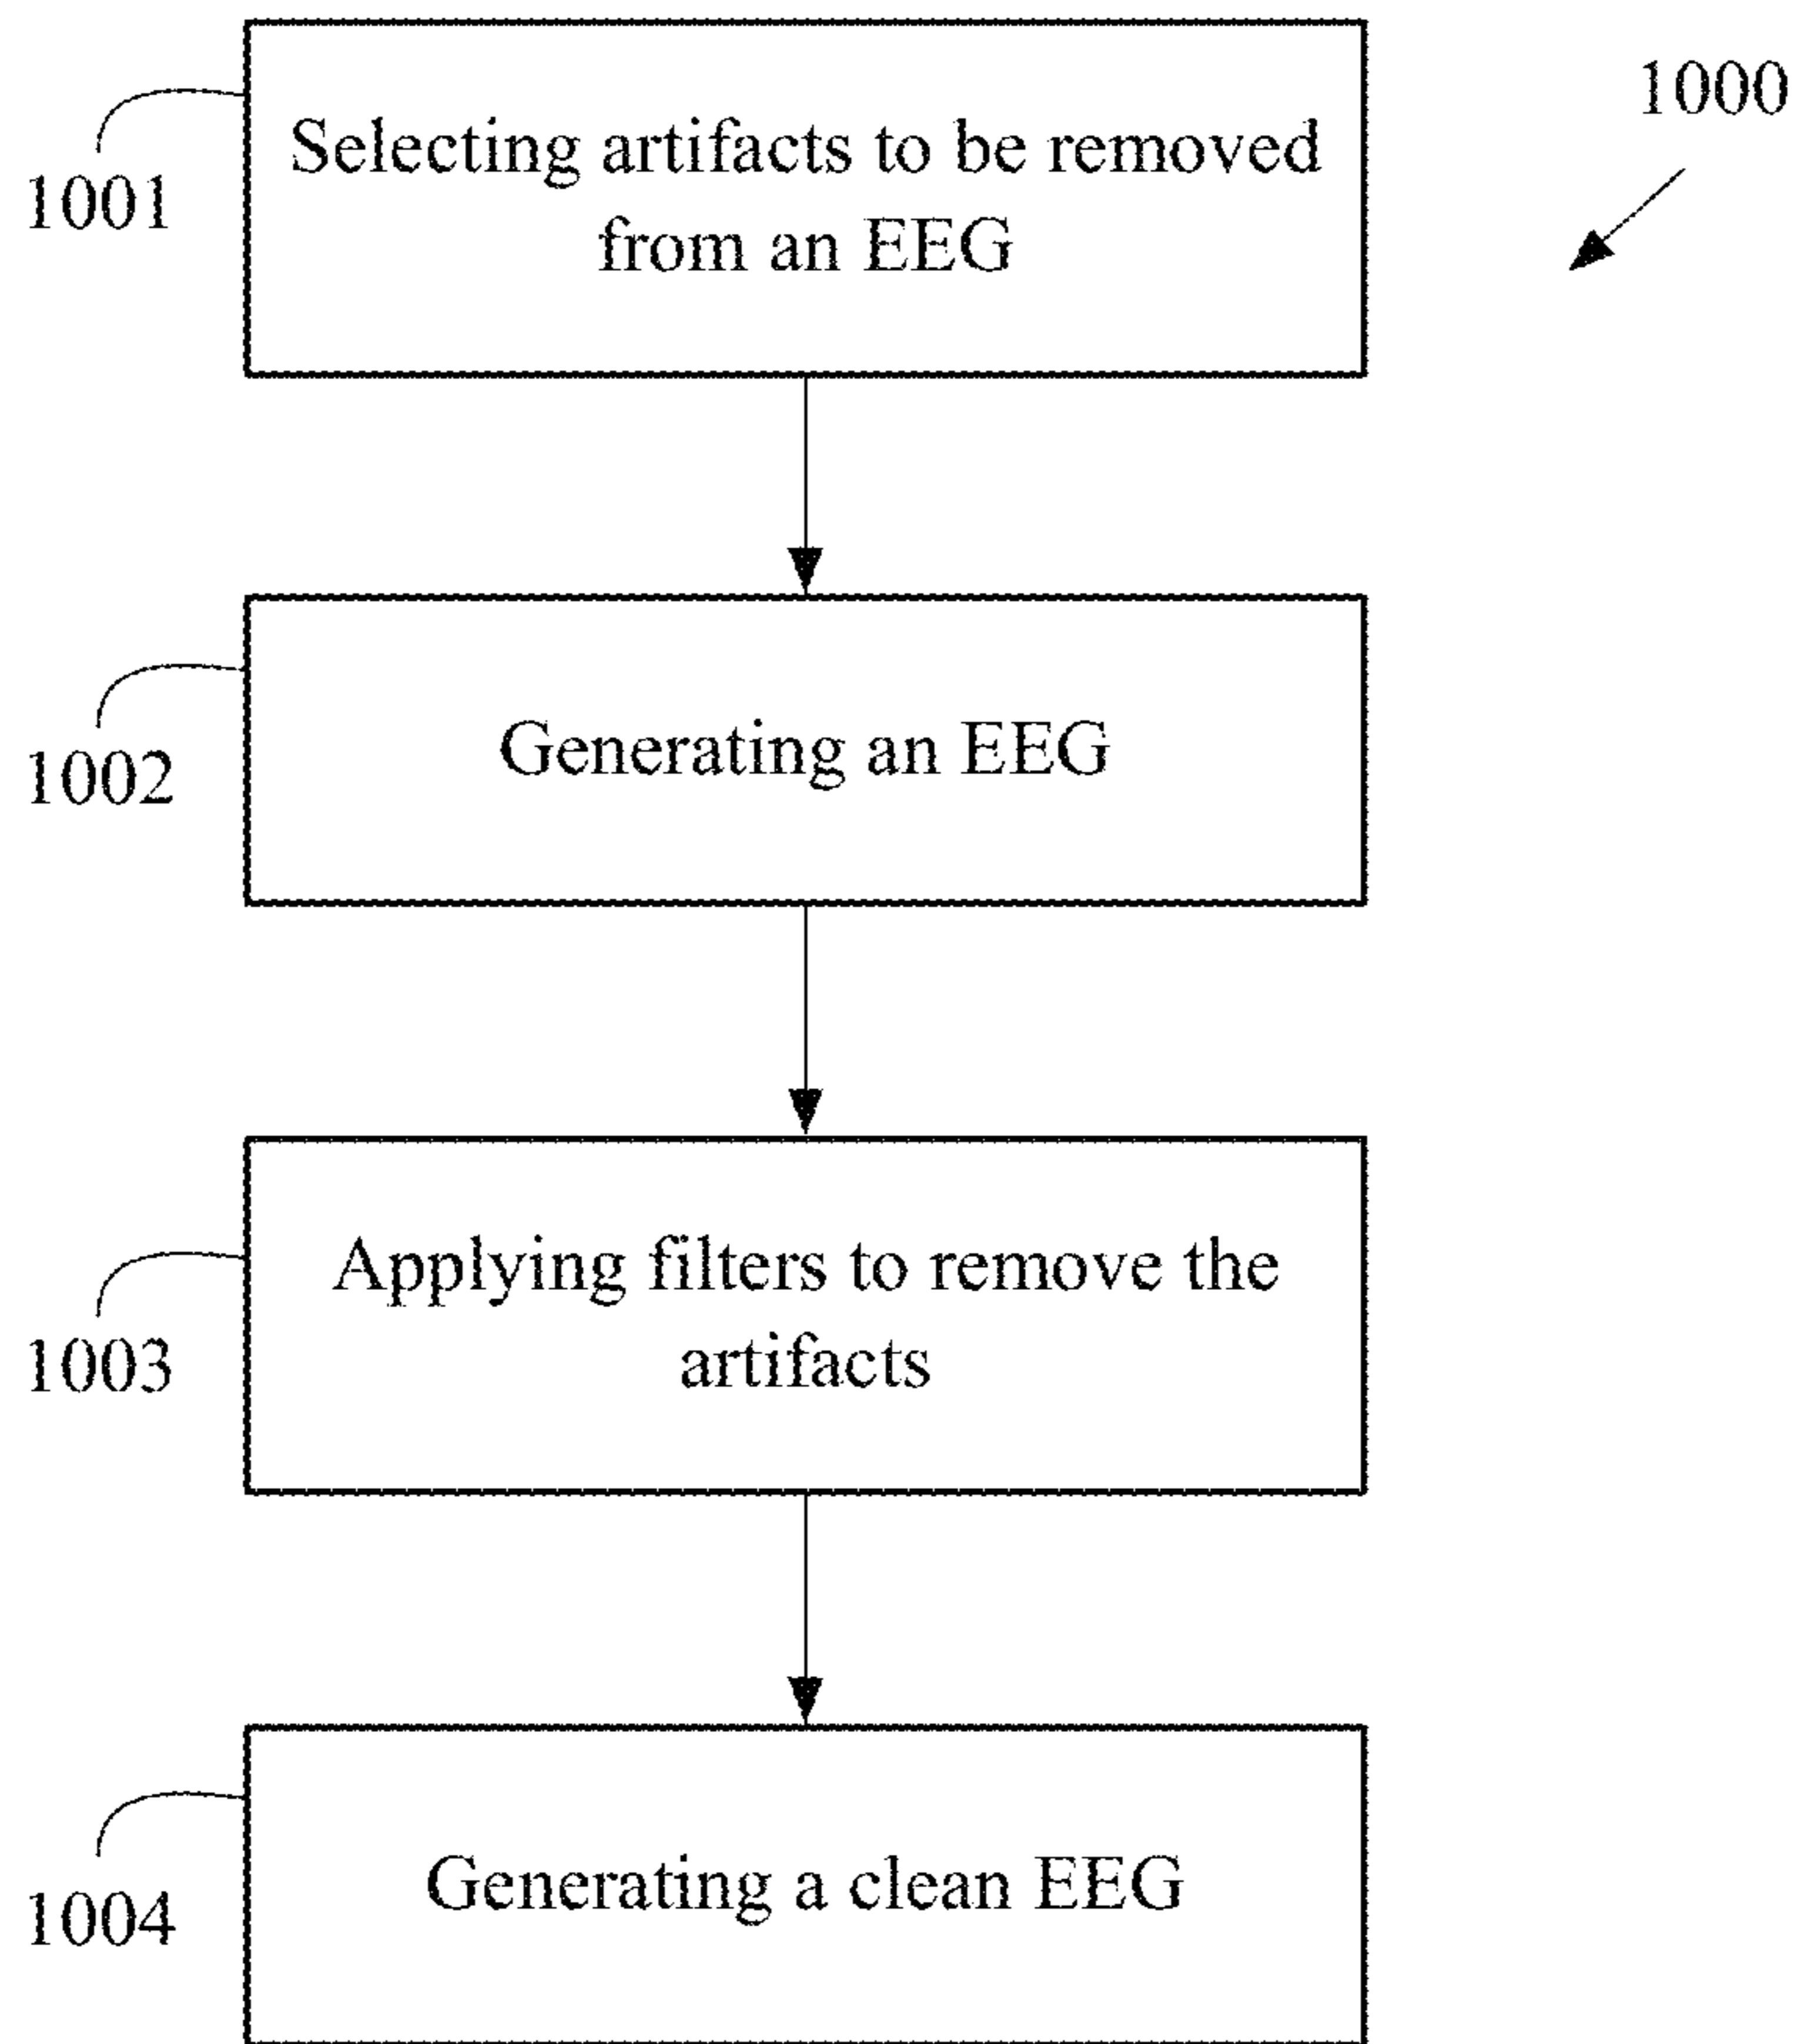 1000
1001
Selecting artifacts to be removed
from an EEG
1002
Generating an EEG
1003
Applying filters to remove the
artifacts
1004
Generating a clean EEG